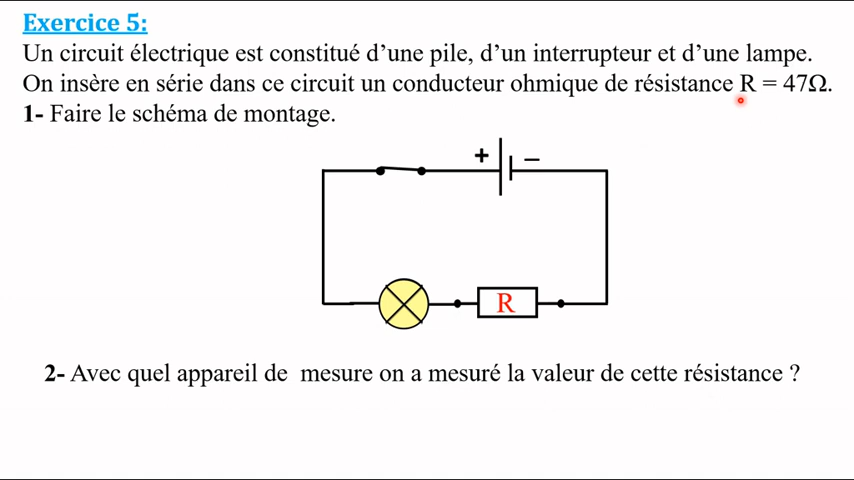 Exercice 5:
Un circuit électrique est constitué d’une pile, d’un interrupteur et d’une lampe.
On insère en série dans ce circuit un conducteur ohmique de résistance R = 47Ω.
1- Faire le schéma de montage.
+ −
R
2- Avec quel appareil de mesure on a mesuré la valeur de cette résistance ?